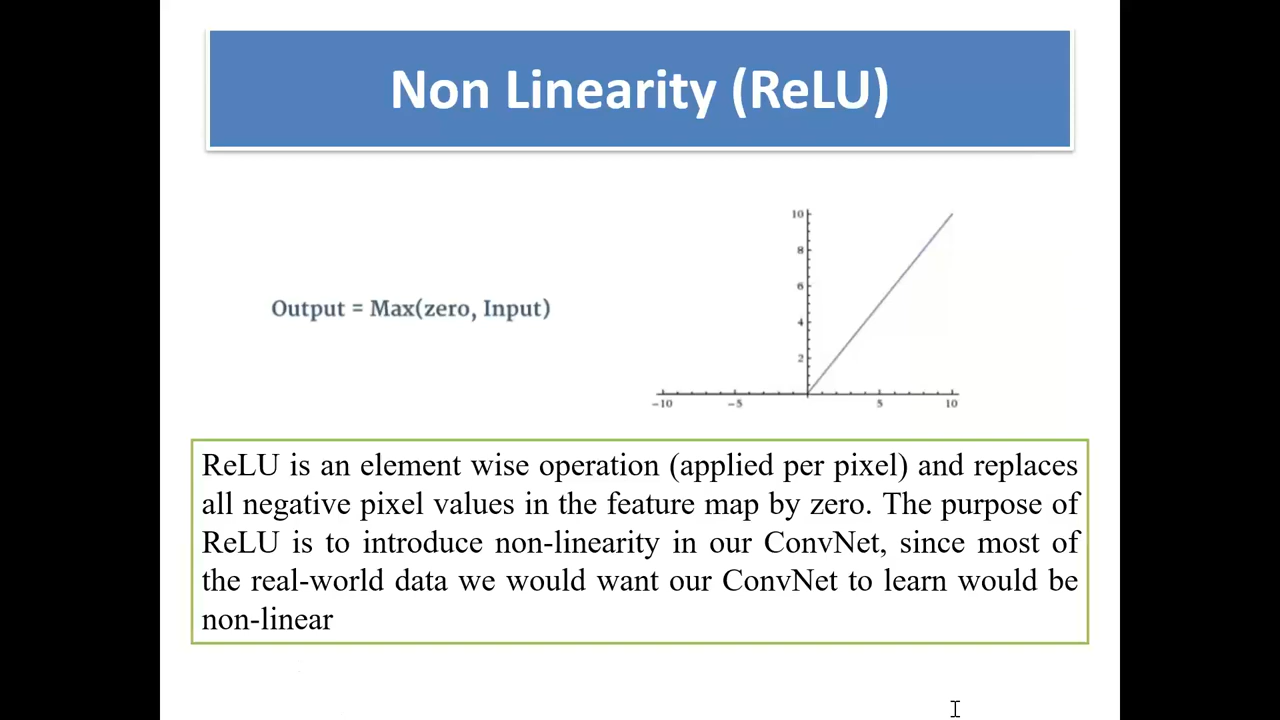 Non Linearity (ReLU)
Output = Max(zero, Input)
10
8
6
4
2
-10
-5
5
10
ReLU is an element wise operation (applied per pixel) and replaces
all negative pixel values in the feature map by zero. The purpose of
ReLU is to introduce non-linearity in our ConvNet, since most of
the real-world data we would want our ConvNet to learn would be
non-linear